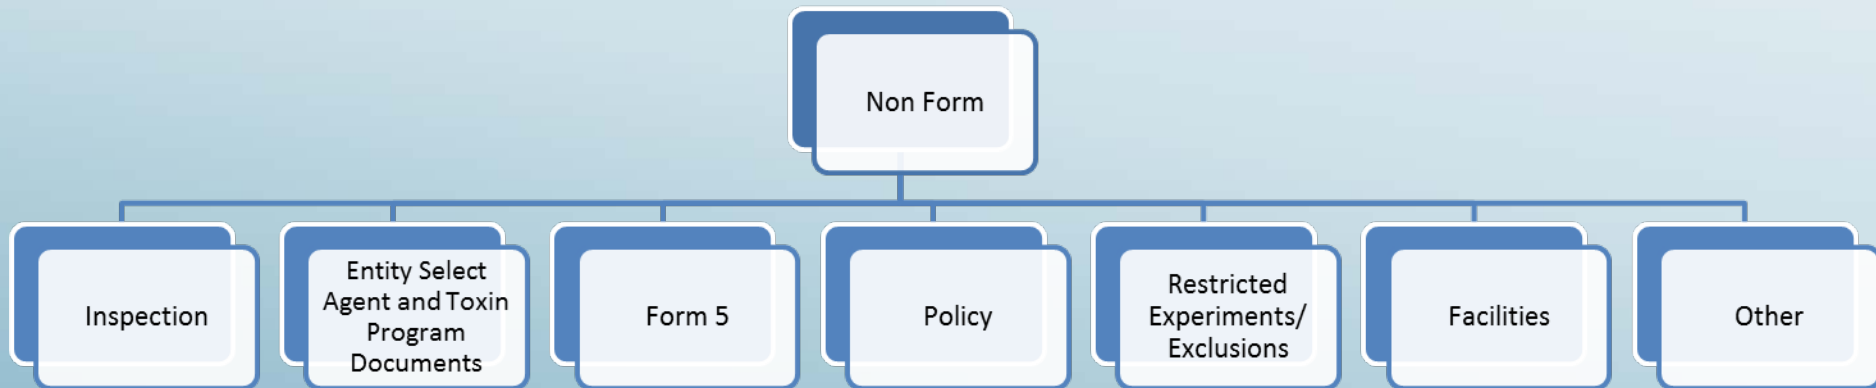 Non Form
Inspection
Entity Select
Agent and Toxin
Program
Documents
Form 5
Policy
Restricted
Experiments/
Exclusions
Facilities
Other